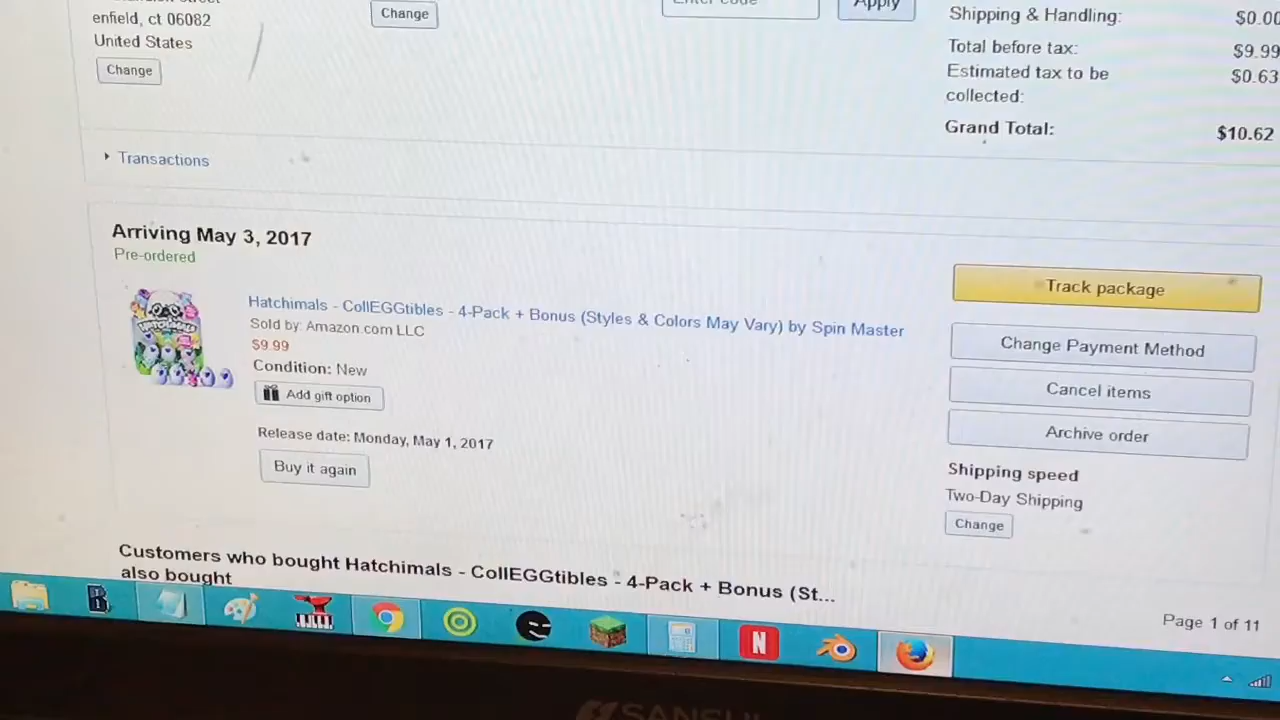 enfield, ct 06082
United States
Change
Change
Apply
Shipping & Handling: $0.00
Total before tax: $9.99
Estimated tax to be collected: $0.63
Grand Total: $10.62
Transactions
Arriving May 3, 2017
Pre-ordered
Hatchimals - CollEGGtibles - 4-Pack + Bonus (Styles & Colors May Vary) by Spin Master
Sold by: Amazon.com LLC
$9.99
Condition: New
Add gift option
Release date: Monday, May 1, 2017
Buy it again
Track package
Change Payment Method
Cancel items
Archive order
Shipping speed
Two-Day Shipping
Change
Customers who bought Hatchimals - CollEGGtibles - 4-Pack + Bonus (St...
also bought
Page 1 of 11
N